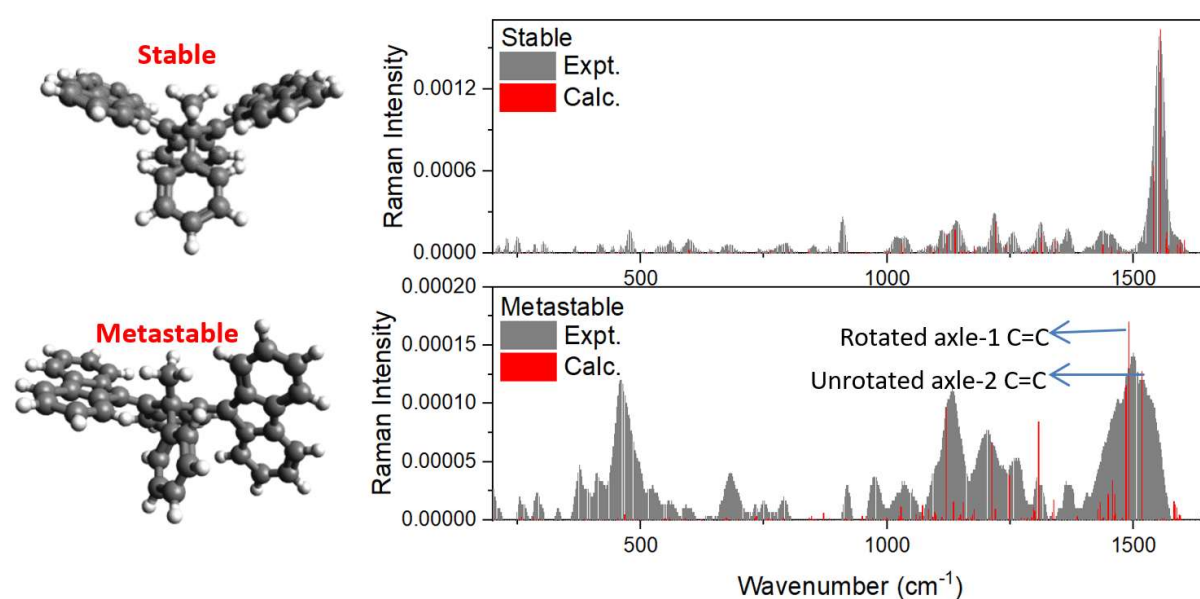 Stable
Metastable
Raman Intensity
0.0012
0.0006
0.0000
Stable
Expt.
Calc.
500
1000
1500
Raman Intensity
0.00020
0.00015
0.00010
0.00005
0.00000
Metastable
Expt.
Calc.
Rotated axle-1 C=C
Unrotated axle-2 C=C
500
1000
1500
Wavenumber (cm⁻¹)